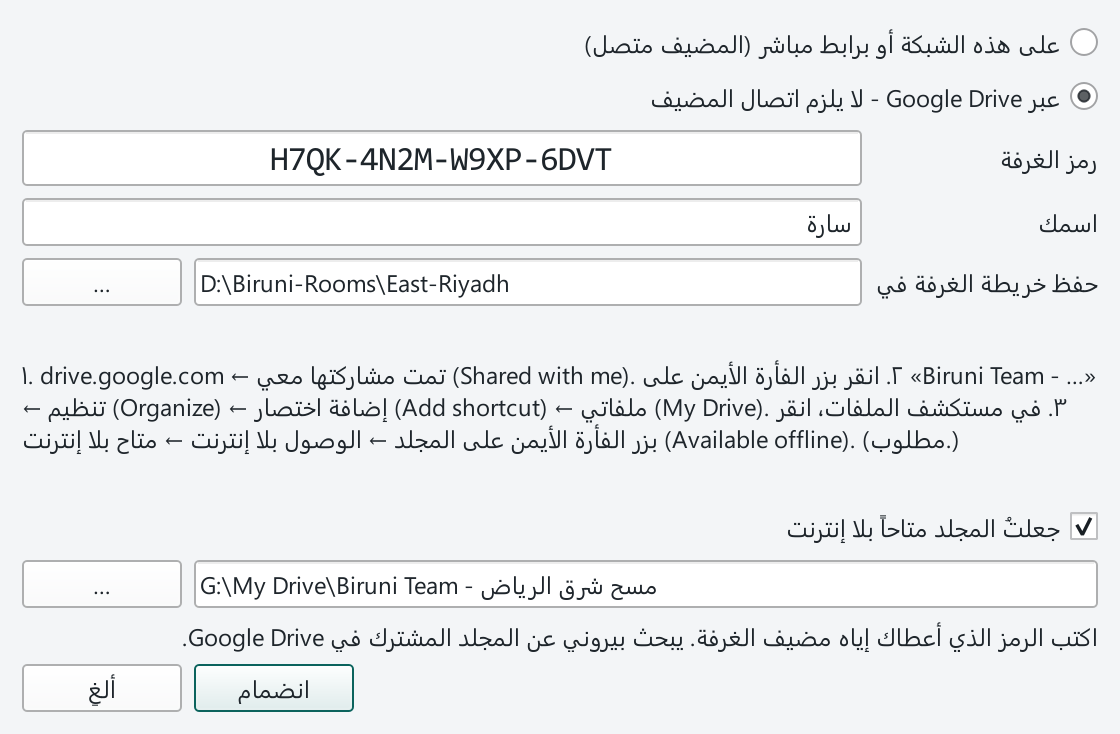 على هذه الشبكة أو برابط مباشر (المضيف متصل)
عبر Google Drive - لا يلزم اتصال المضيف
رمز الغرفة
H7QK-4N2M-W9XP-6DVT
اسمك
سارة
حفظ خريطة الغرفة في
D:\Biruni-Rooms\East-Riyadh
...
١. drive.google.com ← تمت مشاركتها معي (Shared with me). ٢. انقر بزر الفأرة الأيمن على «Biruni Team - ...»
← تنظيم (Organize) ← إضافة اختصار (Add shortcut) ← ملفاتي (My Drive). ٣. في مستكشف الملفات، انقر
بزر الفأرة الأيمن على المجلد ← الوصول بلا إنترنت ← متاح بلا إنترنت (Available offline). (مطلوب.)
جعلتُ المجلد متاحاً بلا إنترنت
G:\My Drive\Biruni Team - مسح شرق الرياض
...
اكتب الرمز الذي أعطاك إياه مضيف الغرفة. يبحث بيروني عن المجلد المشترك في Google Drive.
انضمام
ألغِ